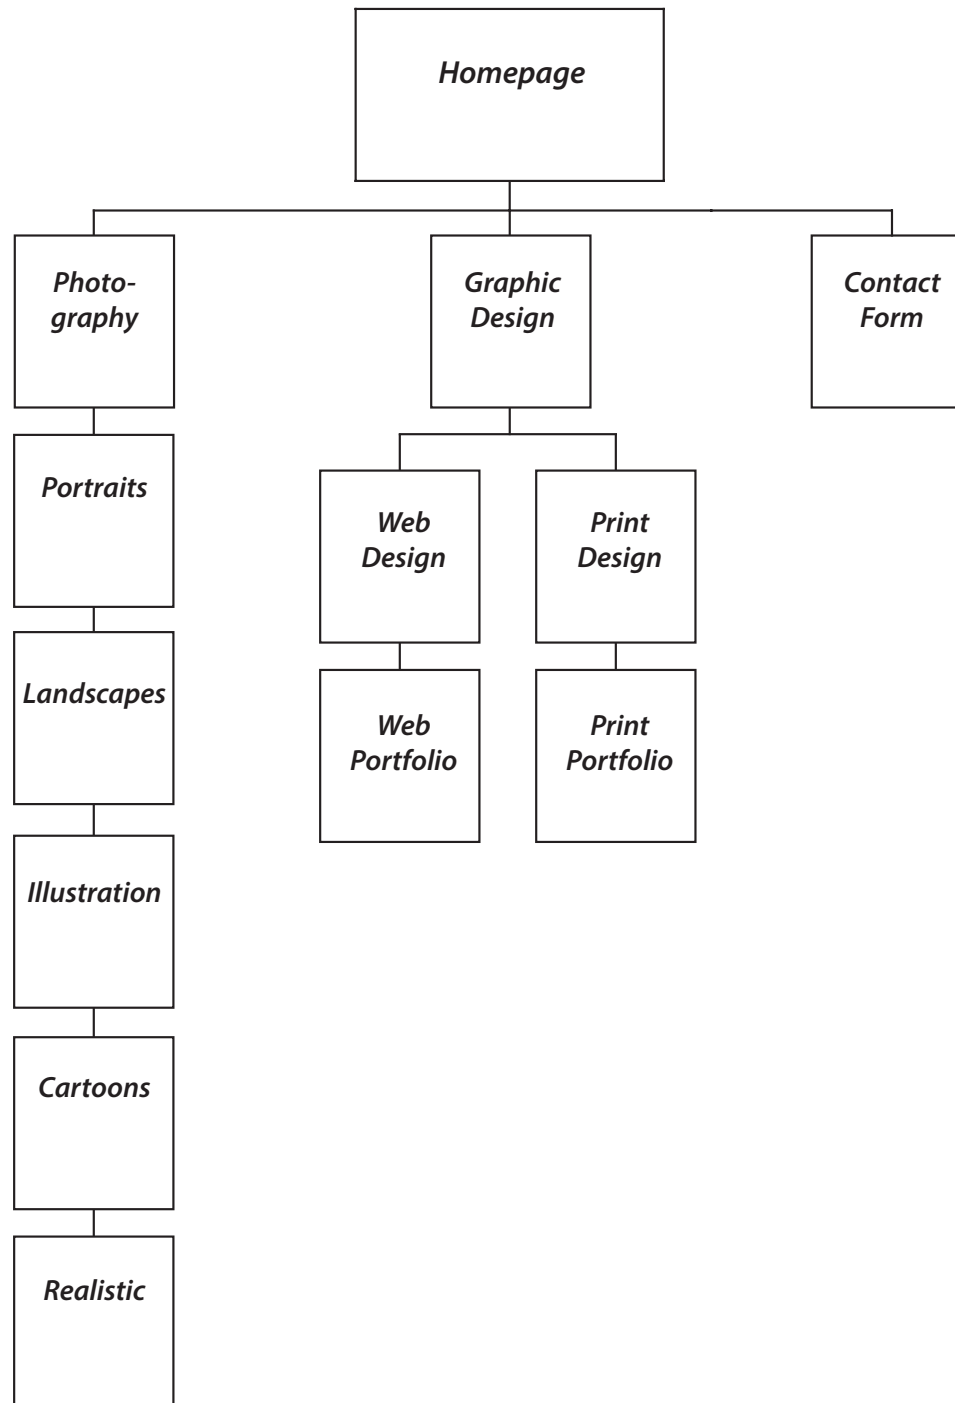 Homepage
Photo-
graphy
Graphic
Design
Contact
Form
Portraits
Web
Design
Print
Design
Landscapes
Web
Portfolio
Print
Portfolio
Illustration
Cartoons
Realistic